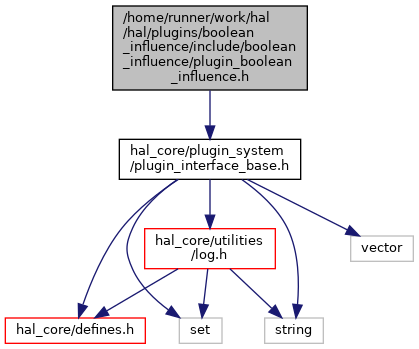 /home/runner/work/hal
/hal/plugins/boolean
_influence/include/boolean
_influence/plugin_boolean
_influence.h
hal_core/plugin_system
/plugin_interface_base.h
hal_core/utilities
/log.h
vector
hal_core/defines.h
set
string